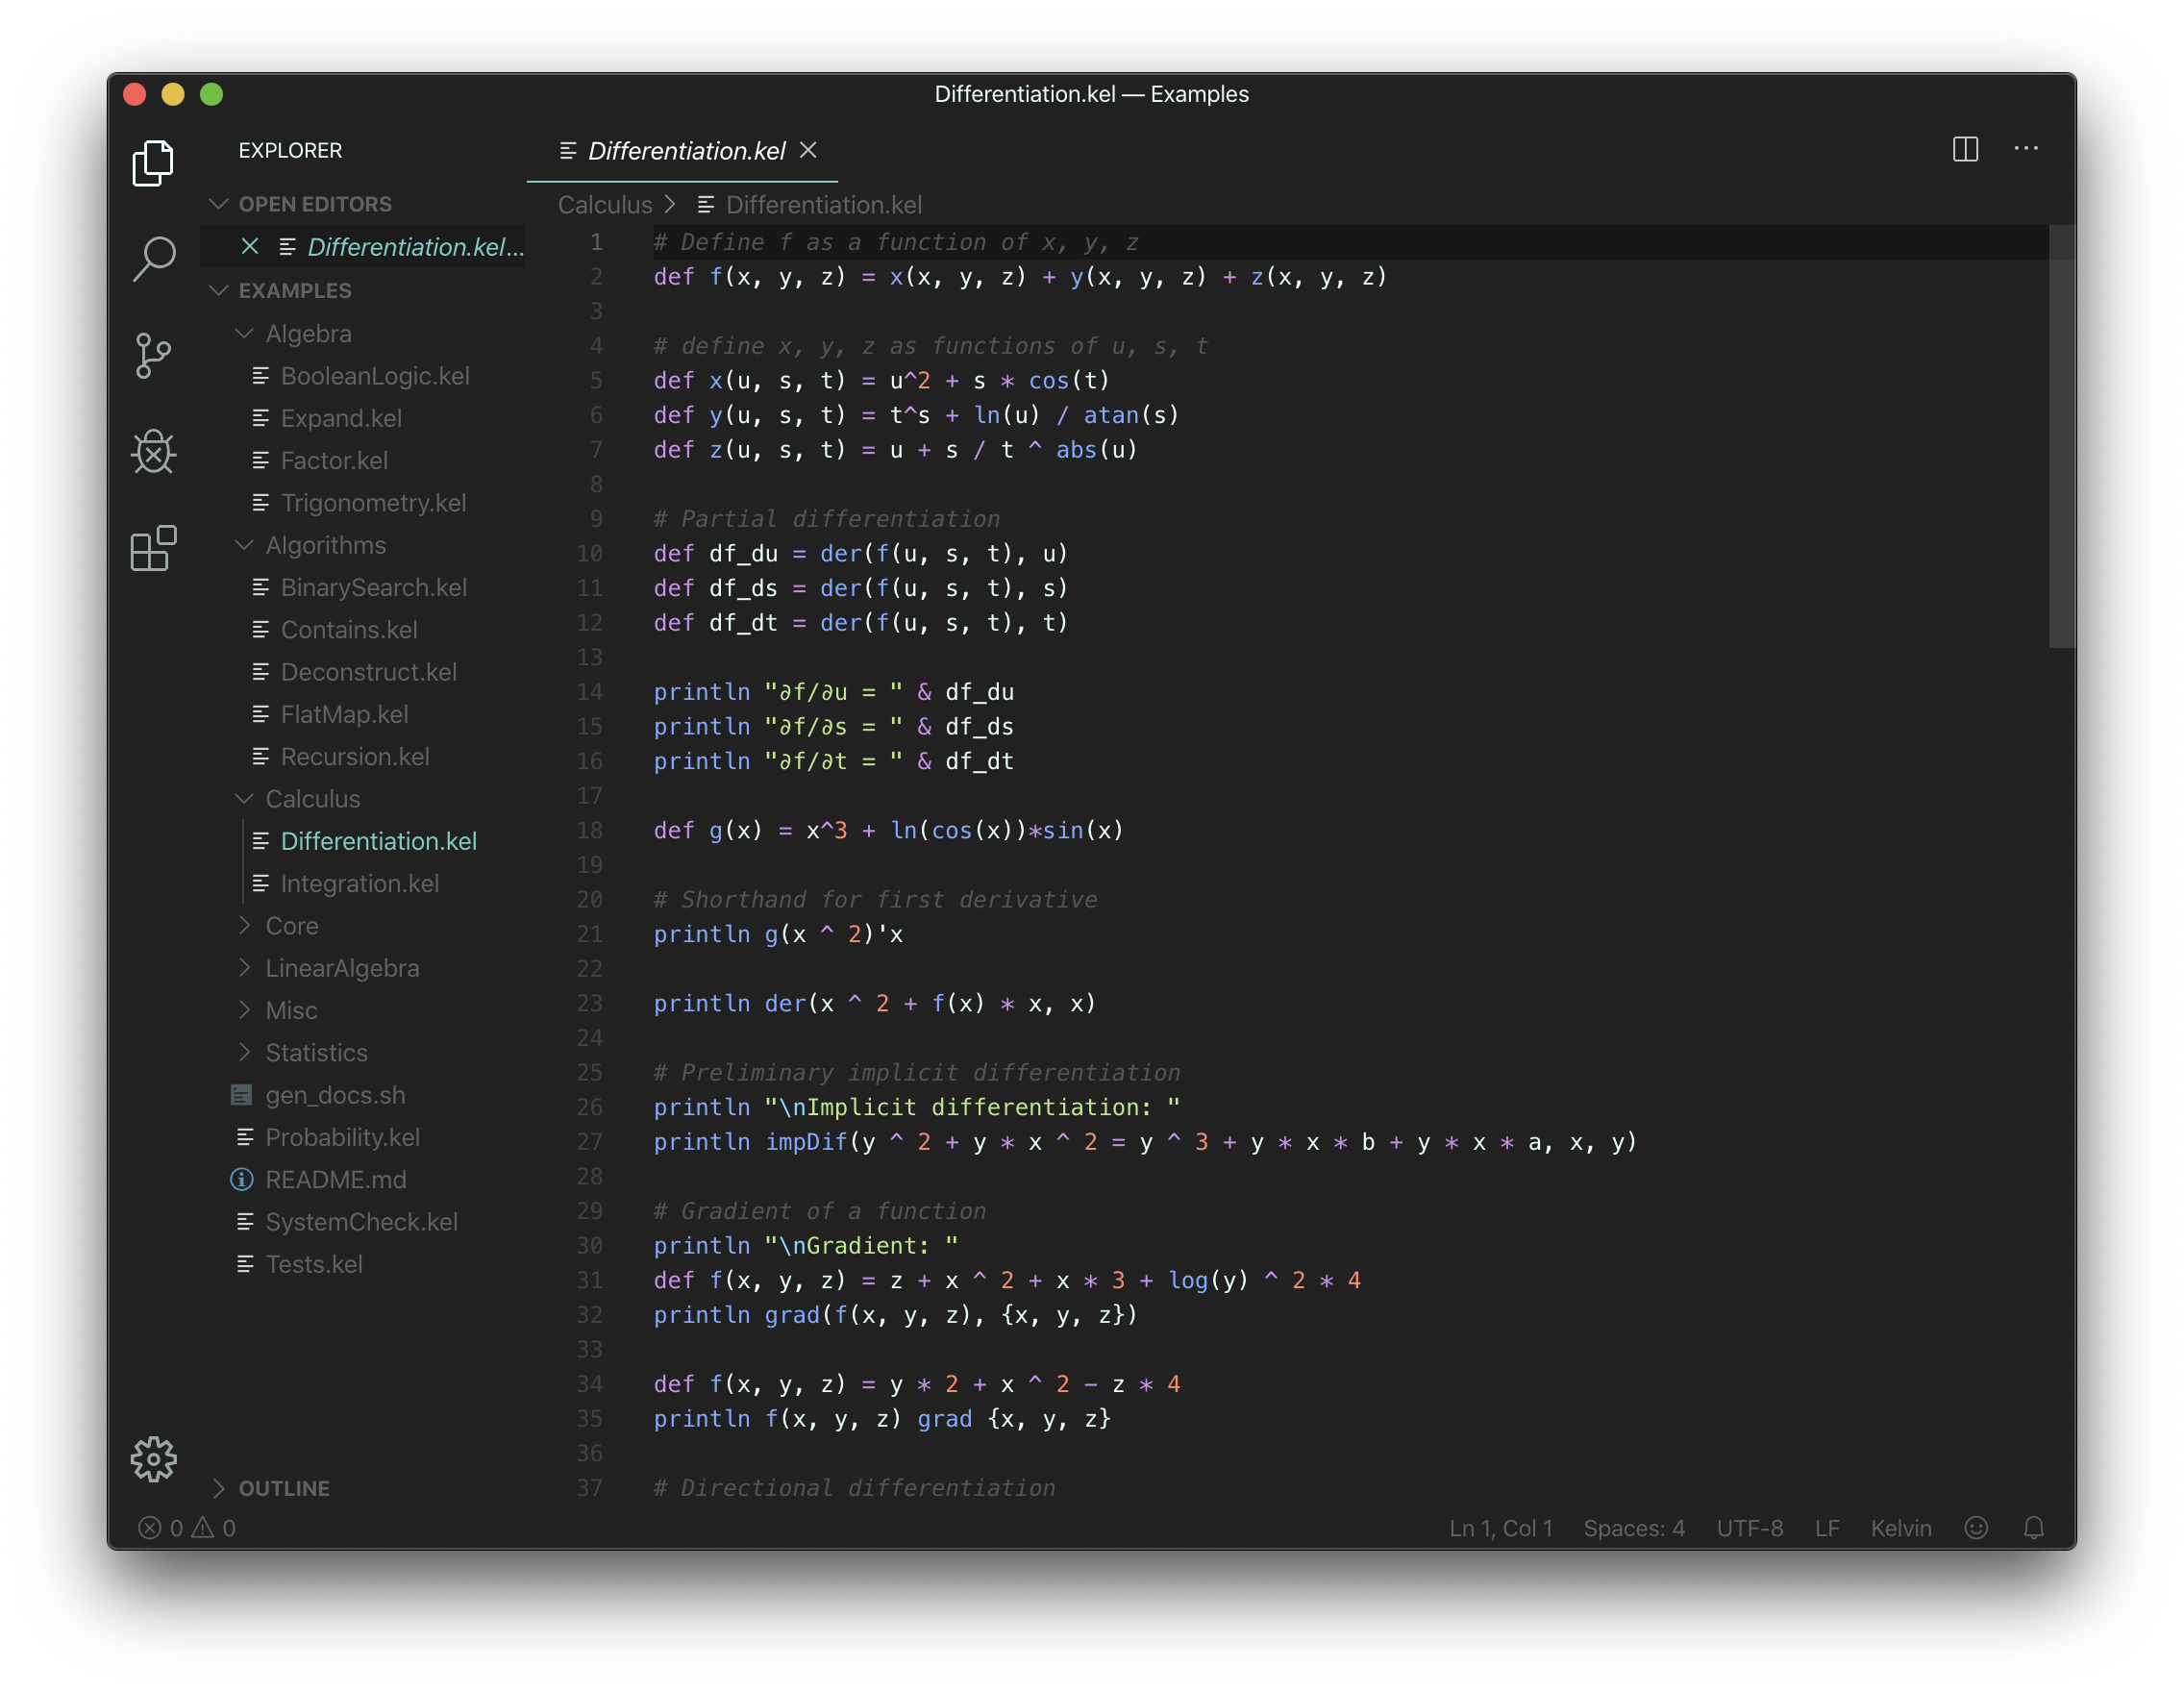 Differentiation.kel — Examples
EXPLORER
OPEN EDITORS
Differentiation.kel...
EXAMPLES
Algebra
BooleanLogic.kel
Expand.kel
Factor.kel
Trigonometry.kel
Algorithms
BinarySearch.kel
Contains.kel
Deconstruct.kel
FlatMap.kel
Recursion.kel
Calculus
Differentiation.kel
Integration.kel
Core
LinearAlgebra
Misc
Statistics
gen_docs.sh
Probability.kel
README.md
SystemCheck.kel
Tests.kel
OUTLINE
Differentiation.kel
Calculus > Differentiation.kel
1 # Define f as a function of x, y, z
2 def f(x, y, z) = x(x, y, z) + y(x, y, z) + z(x, y, z)
3
4 # define x, y, z as functions of u, s, t
5 def x(u, s, t) = u^2 + s * cos(t)
6 def y(u, s, t) = t^s + ln(u) / atan(s)
7 def z(u, s, t) = u + s / t ^ abs(u)
8
9 # Partial differentiation
10 def df_du = der(f(u, s, t), u)
11 def df_ds = der(f(u, s, t), s)
12 def df_dt = der(f(u, s, t), t)
13
14 println "∂f/∂u = " & df_du
15 println "∂f/∂s = " & df_ds
16 println "∂f/∂t = " & df_dt
17
18 def g(x) = x^3 + ln(cos(x))*sin(x)
19
20 # Shorthand for first derivative
21 println g(x ^ 2)'x
22
23 println der(x ^ 2 + f(x) * x, x)
24
25 # Preliminary implicit differentiation
26 println "\nImplicit differentiation: "
27 println impDif(y ^ 2 + y * x ^ 2 = y ^ 3 + y * x * b + y * x * a, x, y)
28
29 # Gradient of a function
30 println "\nGradient: "
31 def f(x, y, z) = z + x ^ 2 + x * 3 + log(y) ^ 2 * 4
32 println grad(f(x, y, z), {x, y, z})
33
34 def f(x, y, z) = y * 2 + x ^ 2 - z * 4
35 println f(x, y, z) grad {x, y, z}
36
37 # Directional differentiation
0 0
Ln 1, Col 1 Spaces: 4 UTF-8 LF Kelvin